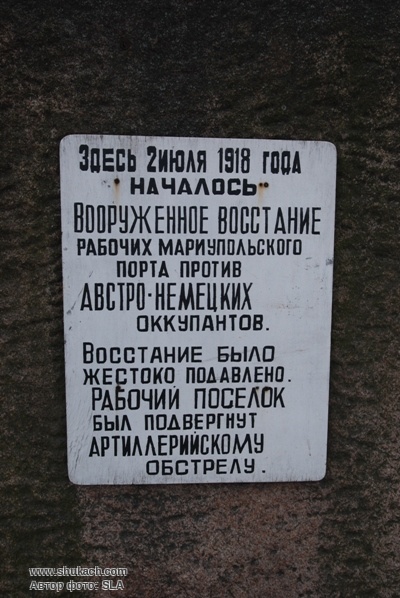 Здесь 2 июля 1918 года
началось
Вооруженное восстание
рабочих Мариупольского
порта против
Австро-Немецких
оккупантов.
Восстание было
жестоко подавлено.
Рабочий поселок
был подвергнут
артиллерийскому
обстрелу.
www.shukach.com
Автор фото: SLA